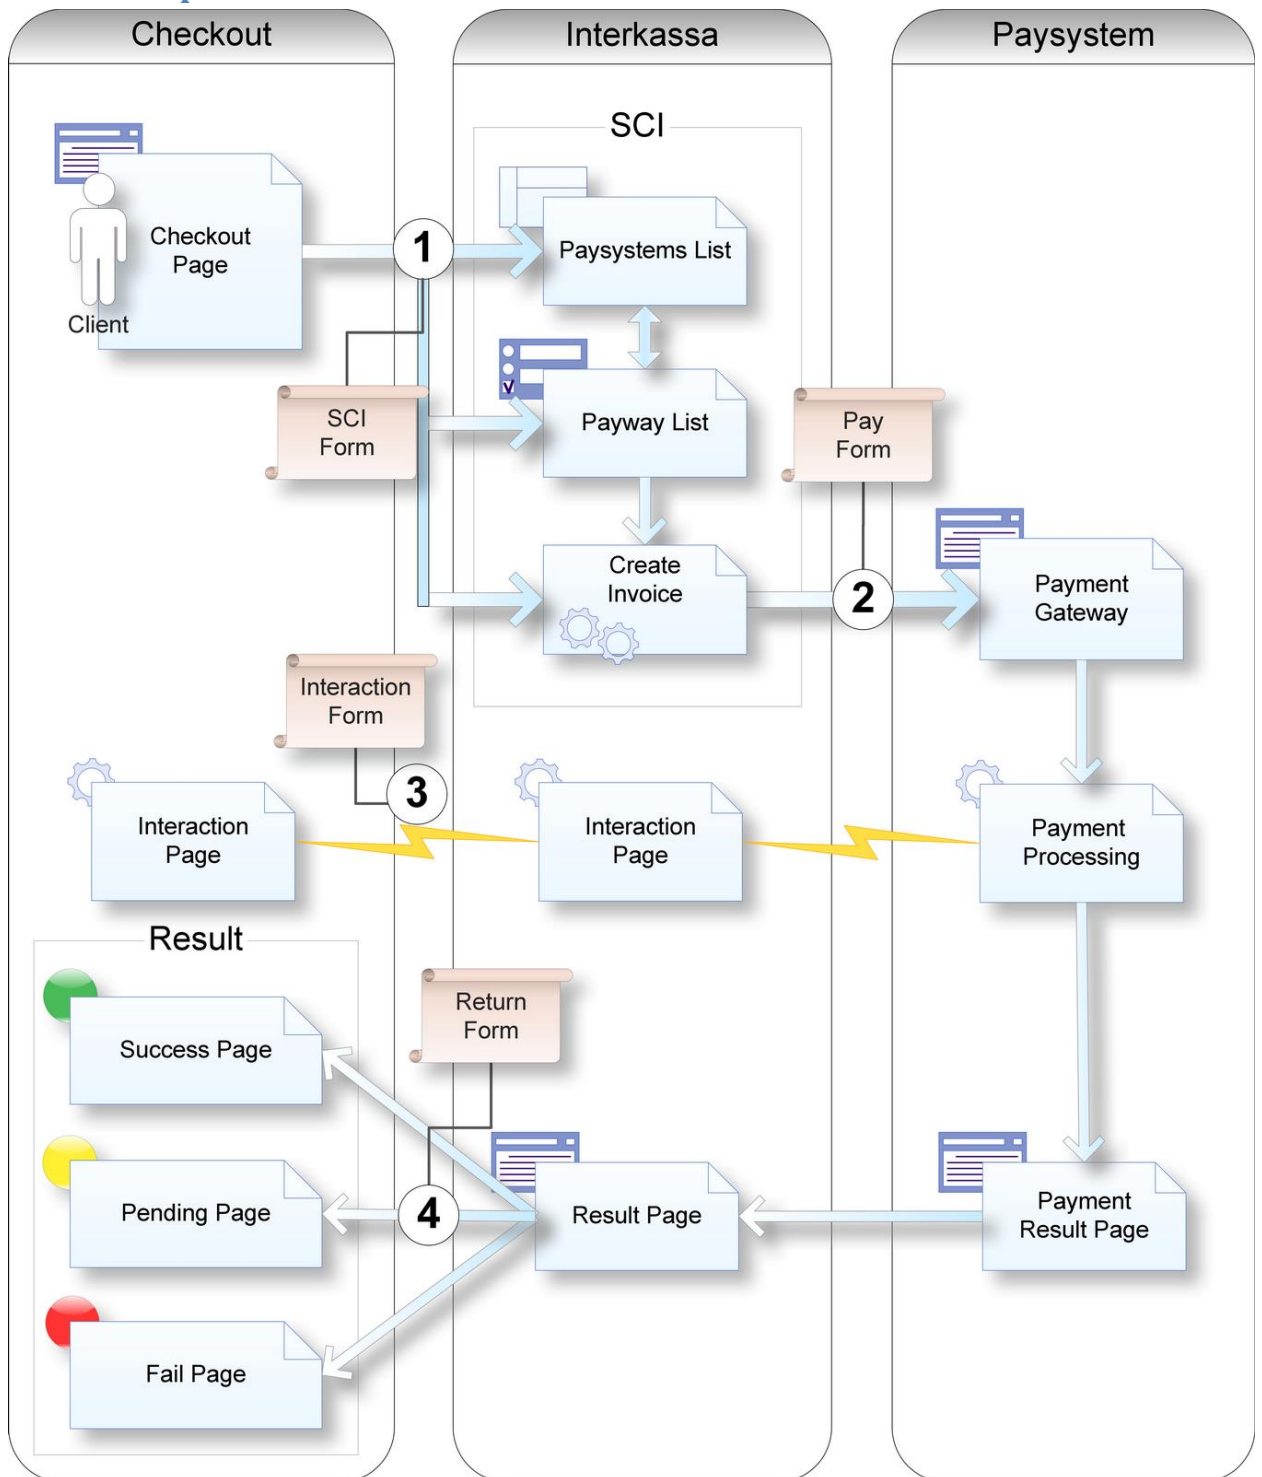 Checkout
Interkassa
Paysystem
SCI
Checkout
Page
Client
1
Paysystems List
SCI
Form
Payway List
Pay
Form
Create
Invoice
2
Payment
Gateway
Interaction
Form
3
Interaction
Page
Interaction
Page
Payment
Processing
Result
Success Page
Return
Form
Pending Page
4
Result Page
Payment
Result Page
Fail Page